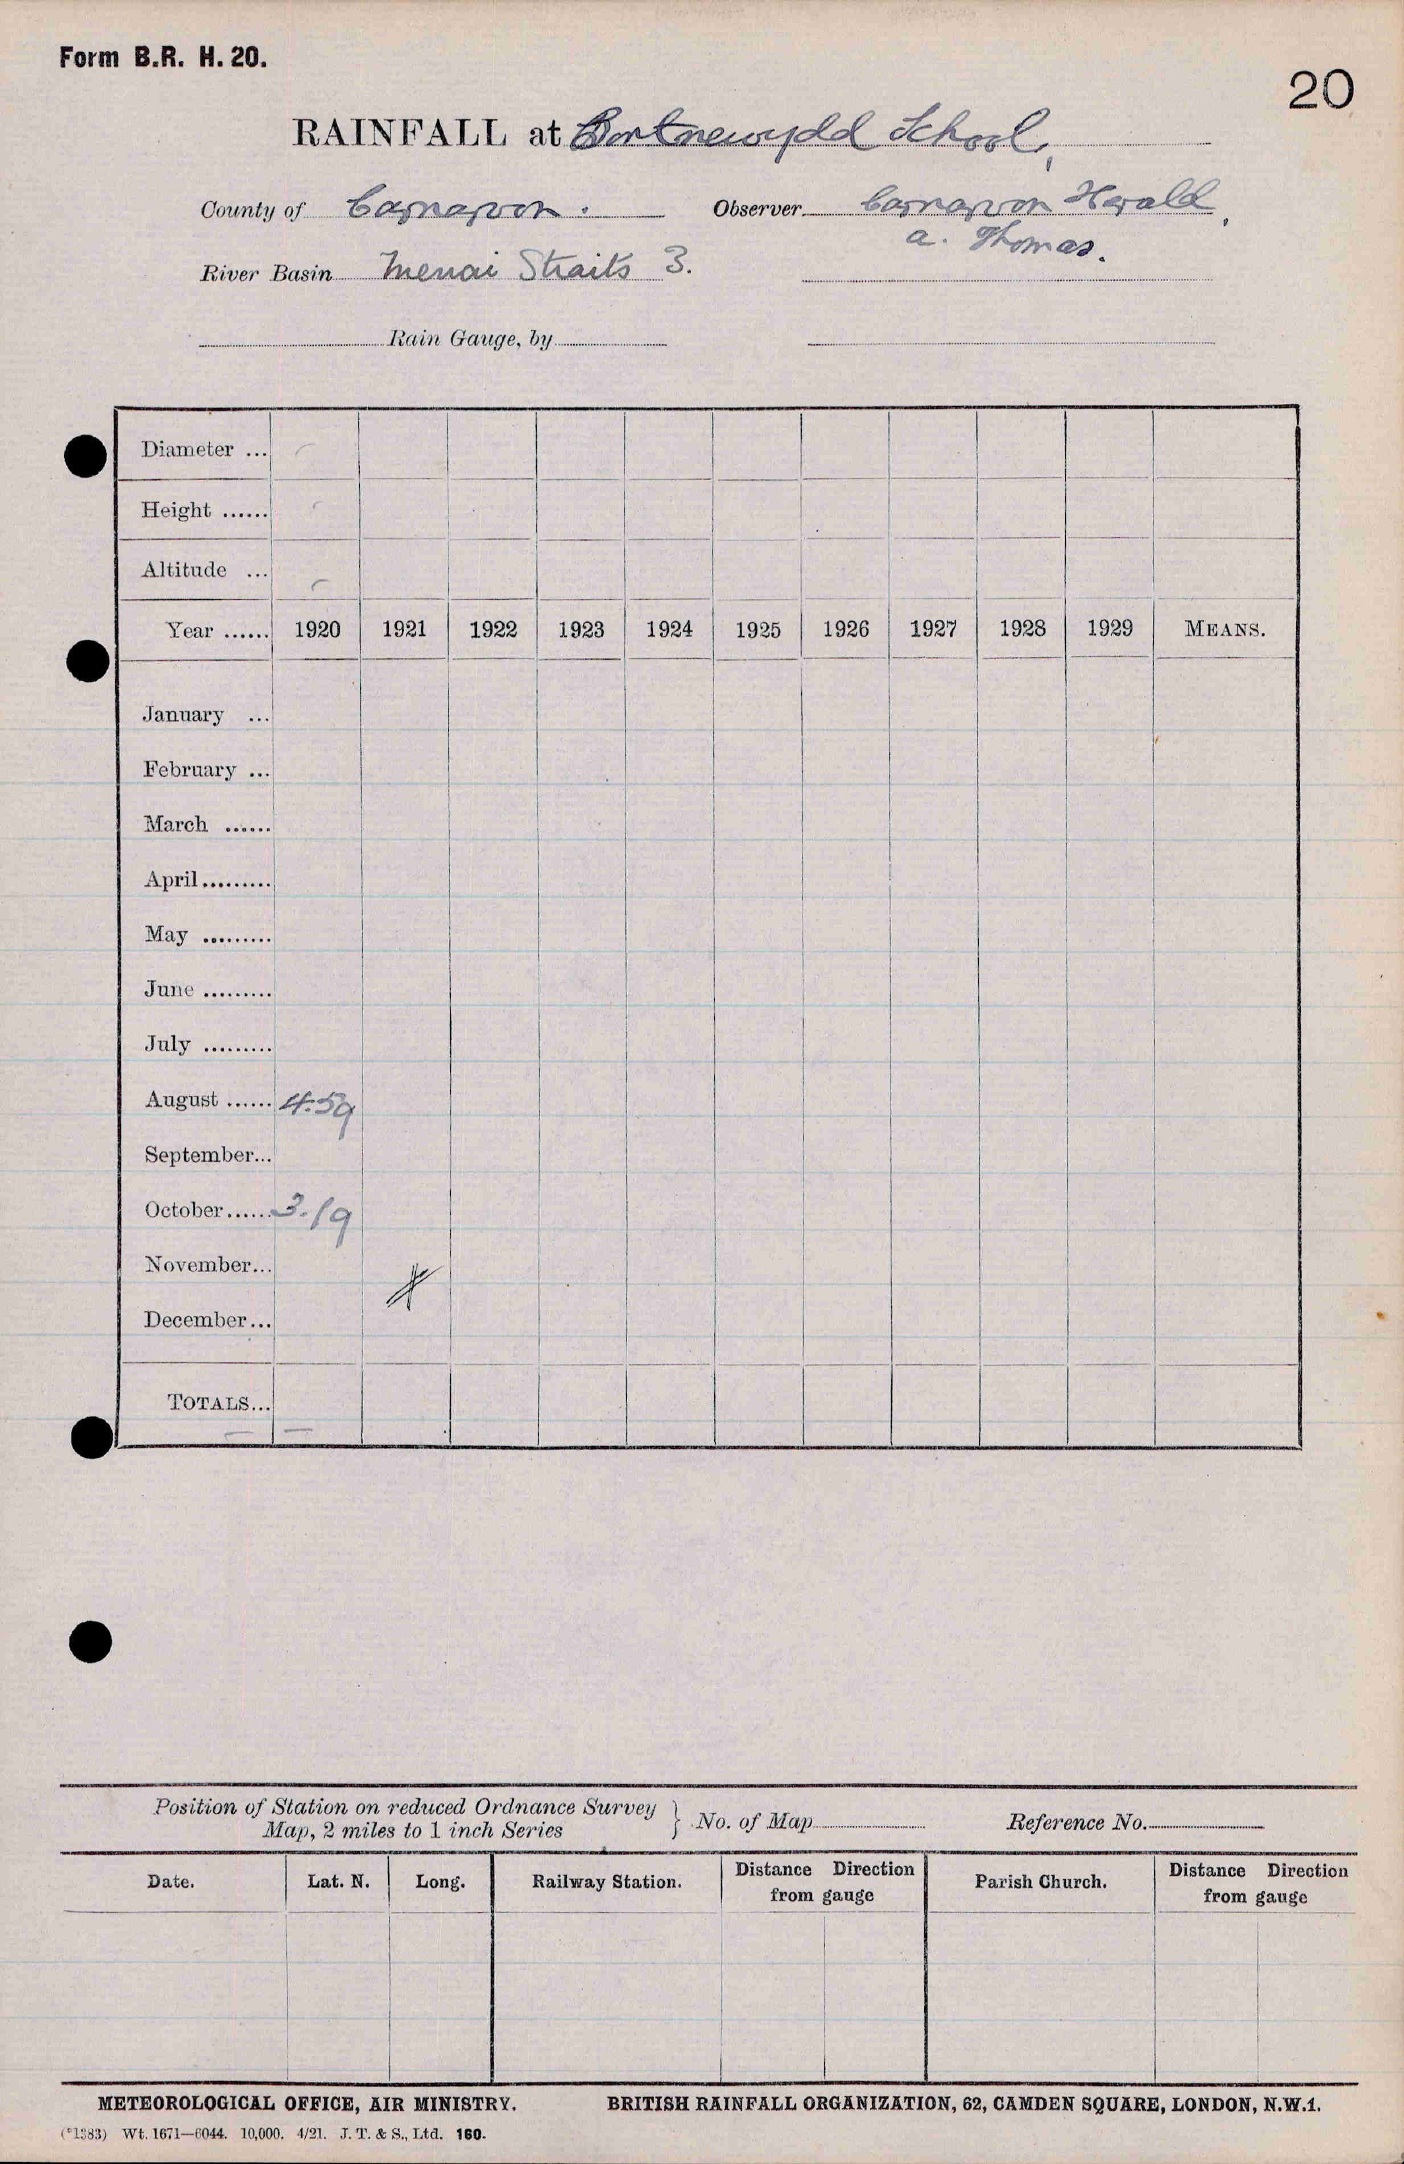 Form B.R. H. 20.
20
RAINFALL at Bontnewydd School,
County of Carnarvon. Observer Carnarvon Herald,
A. Thomas.
River Basin Menai Straits 3.
Rain Gauge, by
Diameter ...
Height ......
Altitude ...
Year ...... 1920 1921 1922 1923 1924 1925 1926 1927 1928 1929 MEANS.
January ...
February ...
March ......
April.........
May .........
June .........
July .........
August ...... 4.59
September...
October...... 3.19
November...
December...
TOTALS...
Position of Station on reduced Ordnance Survey
Map, 2 miles to 1 inch Series } No. of Map Reference No.
Date. Lat. N. Long. Railway Station. Distance Direction from gauge Parish Church. Distance Direction from gauge
METEOROLOGICAL OFFICE, AIR MINISTRY. BRITISH RAINFALL ORGANIZATION, 62, CAMDEN SQUARE, LONDON, N.W.1.
(*1383) Wt. 1671—6044. 10,000. 4/21. J. T. & S., Ltd. 160.